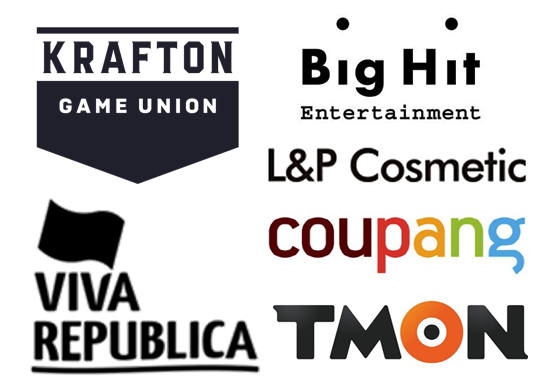 KRAFTON
GAME UNION
Big Hit
Entertainment
L&P Cosmetic
coupang
VIVA
REPUBLICA
TMON